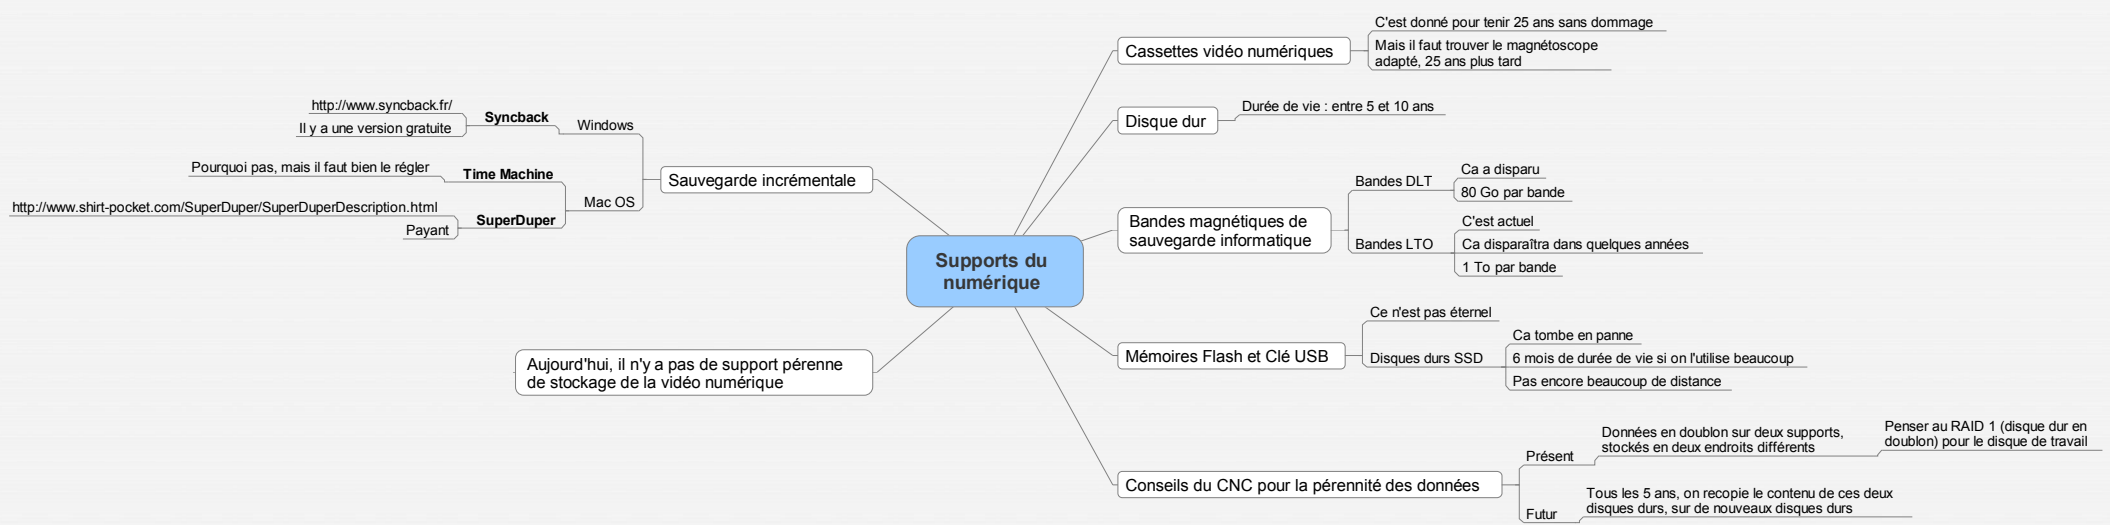 Supports du
numérique
Cassettes vidéo numériques
C'est donné pour tenir 25 ans sans dommage
Mais il faut trouver le magnétoscope
adapté, 25 ans plus tard
Disque dur
Durée de vie : entre 5 et 10 ans
Bandes magnétiques de
sauvegarde informatique
Bandes DLT
Ca a disparu
80 Go par bande
Bandes LTO
C'est actuel
Ca disparaîtra dans quelques années
1 To par bande
Mémoires Flash et Clé USB
Ce n'est pas éternel
Disques durs SSD
Ca tombe en panne
6 mois de durée de vie si on l'utilise beaucoup
Pas encore beaucoup de distance
Conseils du CNC pour la pérennité des données
Présent
Données en doublon sur deux supports,
stockés en deux endroits différents
Penser au RAID 1 (disque dur en
doublon) pour le disque de travail
Futur
Tous les 5 ans, on recopie le contenu de ces deux
disques durs, sur de nouveaux disques durs
Sauvegarde incrémentale
Windows
Syncback
http://www.syncback.fr/
Il y a une version gratuite
Mac OS
Time Machine
Pourquoi pas, mais il faut bien le régler
SuperDuper
http://www.shirt-pocket.com/SuperDuper/SuperDuperDescription.html
Payant
Aujourd'hui, il n'y a pas de support pérenne
de stockage de la vidéo numérique